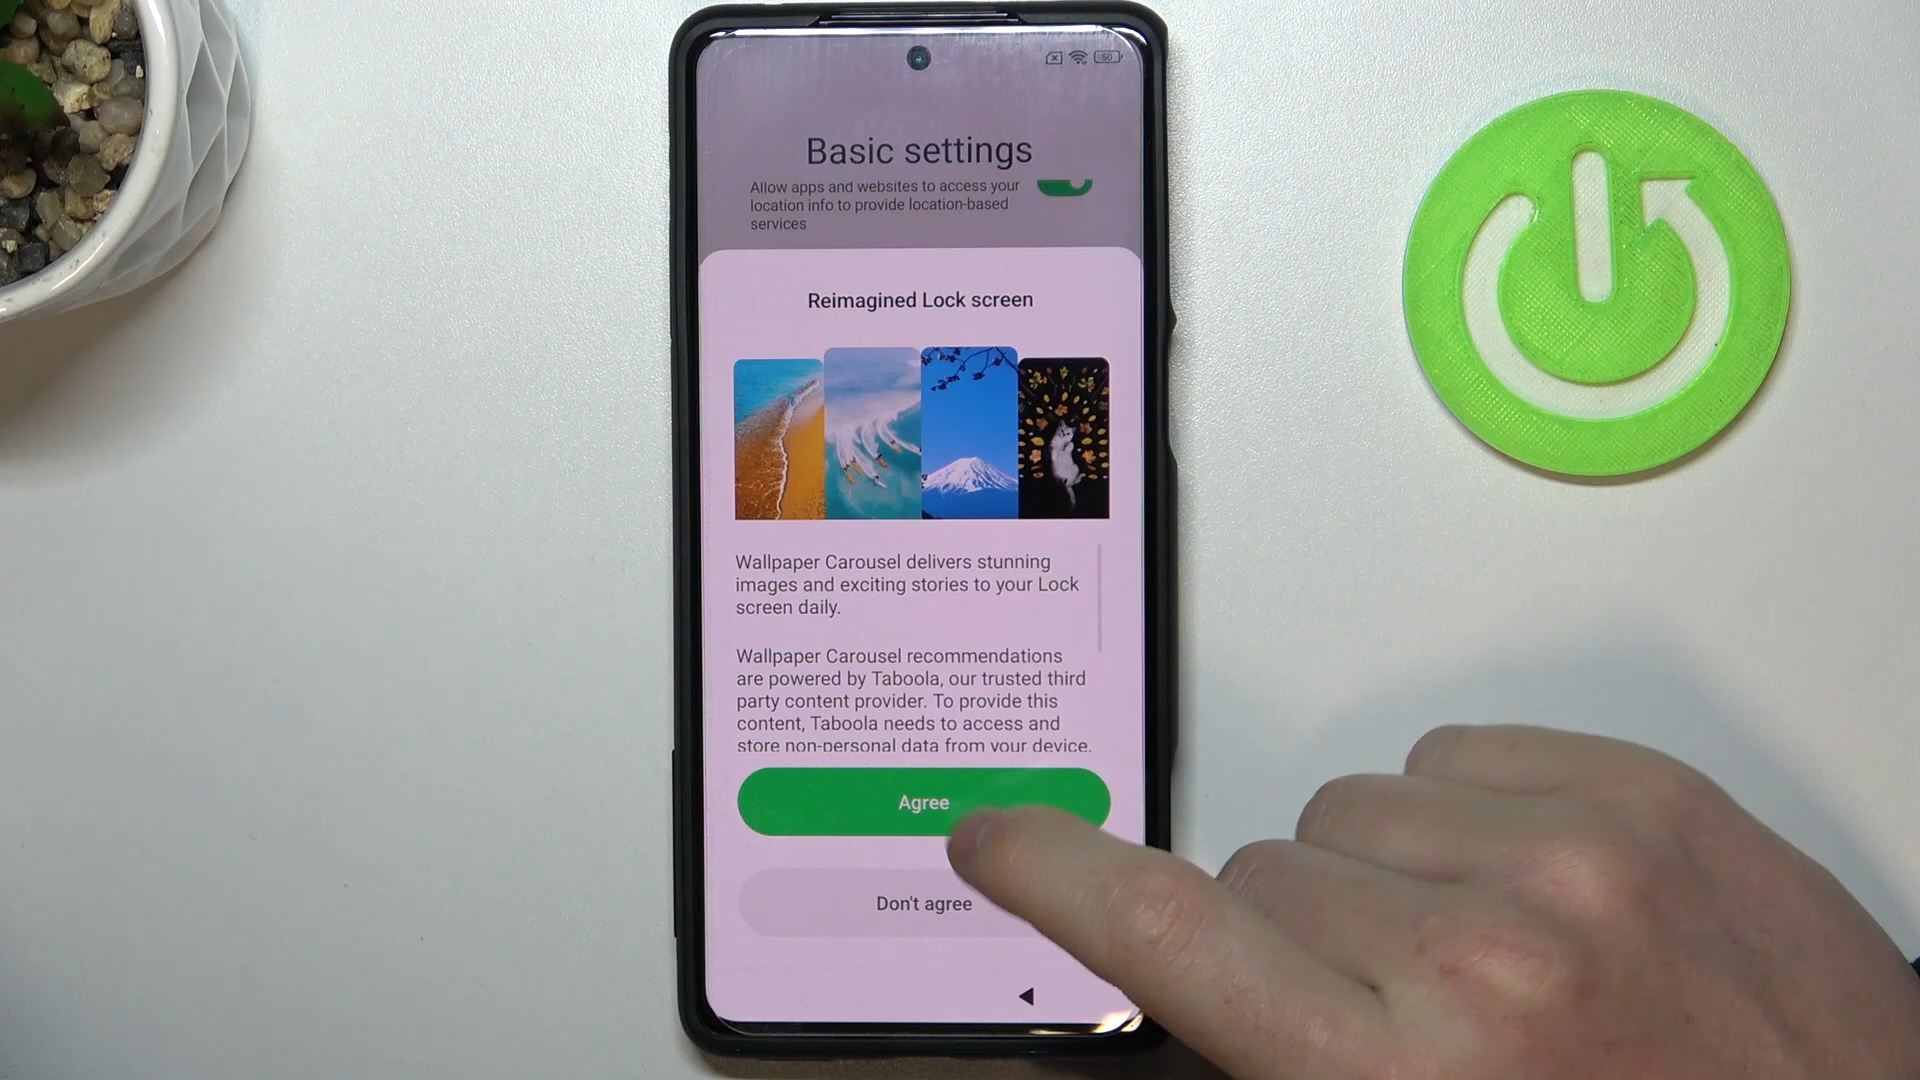 50
Basic settings
Allow apps and websites to access your
location info to provide location-based
services
Reimagined Lock screen
Wallpaper Carousel delivers stunning
images and exciting stories to your Lock
screen daily.
Wallpaper Carousel recommendations
are powered by Taboola, our trusted third
party content provider. To provide this
content, Taboola needs to access and
store non-personal data from your device.
Agree
Don't agree